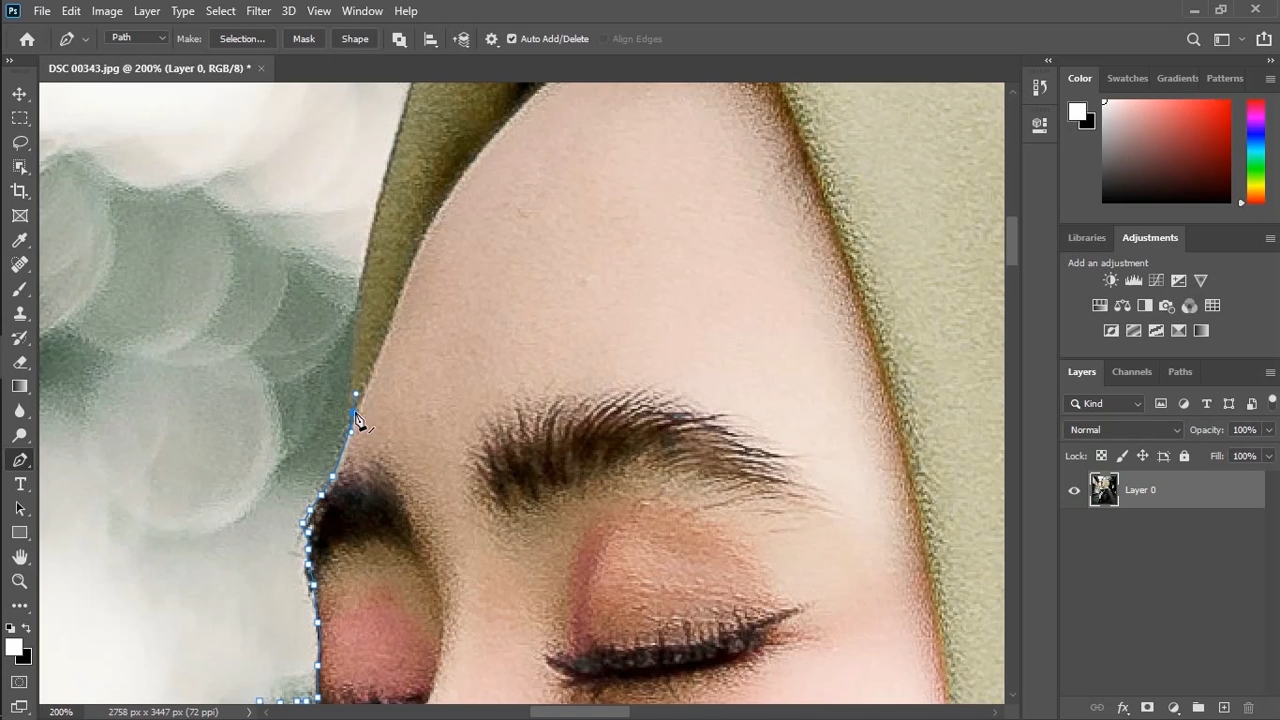 Ps File Edit Image Layer Type Select Filter 3D View Window Help
Path Make: Selection... Mask Shape Auto Add/Delete Align Edges
DSC 00343.jpg @ 200% (Layer 0, RGB/8) * ×
Color Swatches Gradients Patterns
Libraries Adjustments
Add an adjustment
Layers Channels Paths
Kind
Normal Opacity: 100%
Lock: Fill: 100%
Layer 0
200% 2758 px x 3447 px (72 ppi)